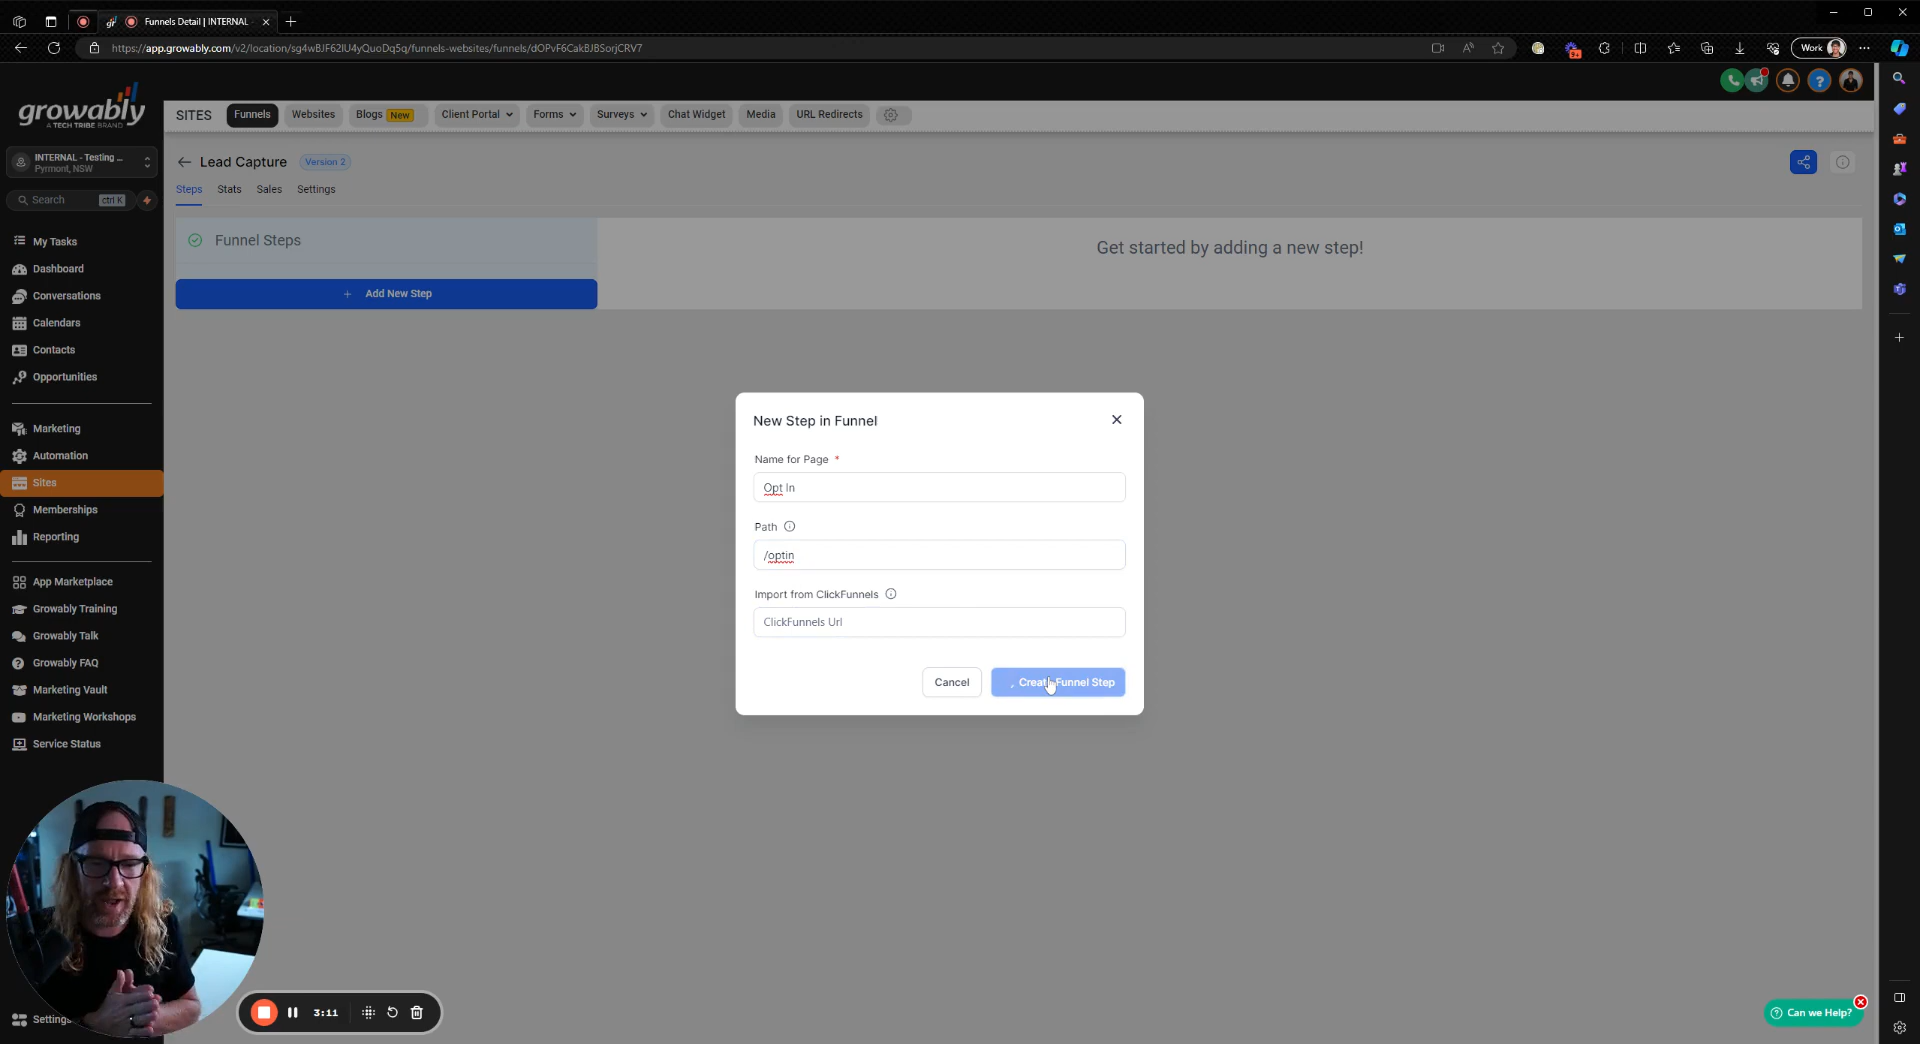 Funnels Detail | INTERNAL
https://app.growably.com/v2/location/sg4wBJF62IU4yQuoDq5q/funnels-websites/funnels/dOPvF6CakBJBSorjCRV7
9+
Work
growably
A TECH TRIBE BRAND
SITES
Funnels
Websites
Blogs New
Client Portal
Forms
Surveys
Chat Widget
Media
URL Redirects
INTERNAL - Testing ...
Pyrmont, NSW
Search
ctrl K
Lead Capture
Version 2
Steps
Stats
Sales
Settings
Funnel Steps
Get started by adding a new step!
+ Add New Step
My Tasks
Dashboard
Conversations
Calendars
Contacts
Opportunities
Marketing
Automation
Sites
Memberships
Reporting
App Marketplace
Growably Training
Growably Talk
Growably FAQ
Marketing Vault
Marketing Workshops
Service Status
Settings
New Step in Funnel
Name for Page *
Opt In
Path
/optin
Import from ClickFunnels
ClickFunnels Url
Cancel
Create Funnel Step
3:11
Can we Help?